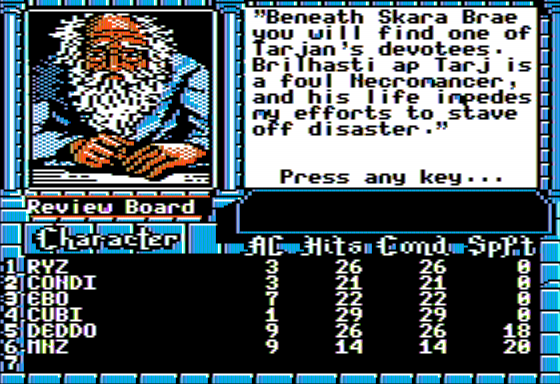 "Beneath Skara Brae
you will find one of
Tarjan's devotees.
Brilhasti ap Tarj is
a foul Necromancer,
and his life impedes
my efforts to stave
off disaster."
Press any key...
Review Board
Character AC Hits Cond SpPt
1 RYZ 3 26 26 0
2 CONDI 3 21 21 0
3 EBO 7 22 22 0
4 CUBI 1 29 29 0
5 DEDDO 9 26 26 18
6 MNZ 9 14 14 20
7